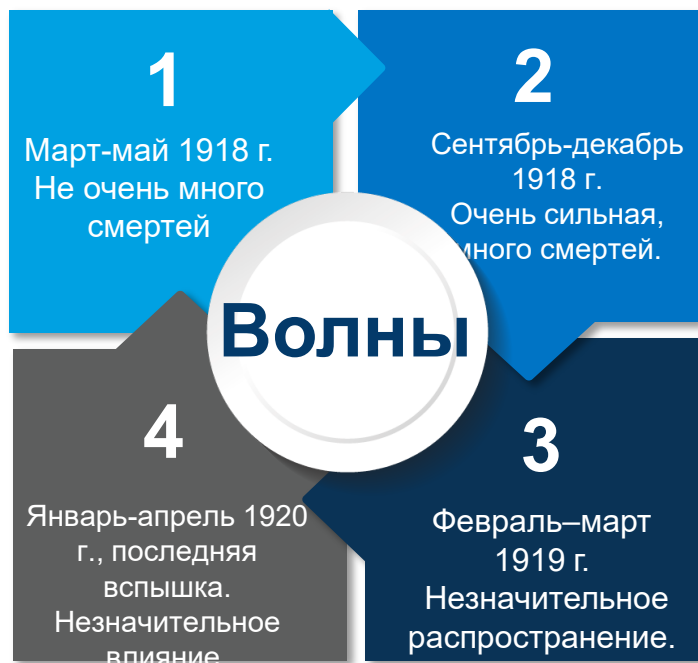 1
Март-май 1918 г.
Не очень много
смертей
2
Сентябрь-декабрь
1918 г.
Очень сильная,
много смертей.
Волны
3
Февраль–март
1919 г.
Незначительное
распространение.
4
Январь-апрель 1920
г., последняя
вспышка.
Незначительное
влияние